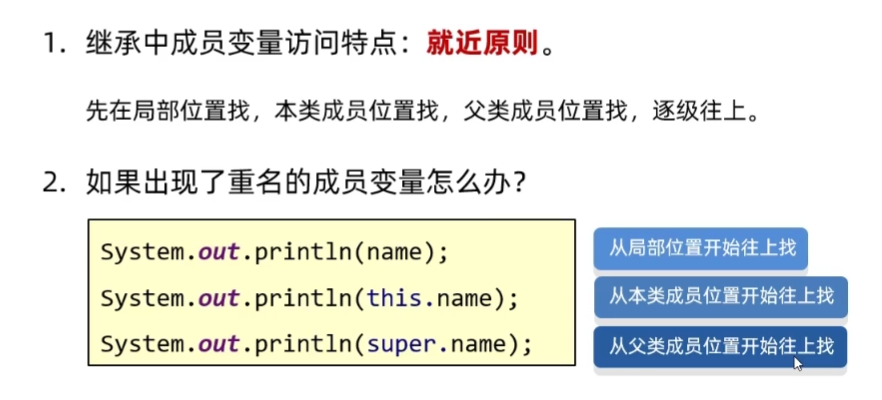 1. 继承中成员变量访问特点：就近原则。
先在局部位置找，本类成员位置找，父类成员位置找，逐级往上。
2. 如果出现了重名的成员变量怎么办？
System.out.println(name);
从局部位置开始往上找
System.out.println(this.name);
从本类成员位置开始往上找
System.out.println(super.name);
从父类成员位置开始往上找